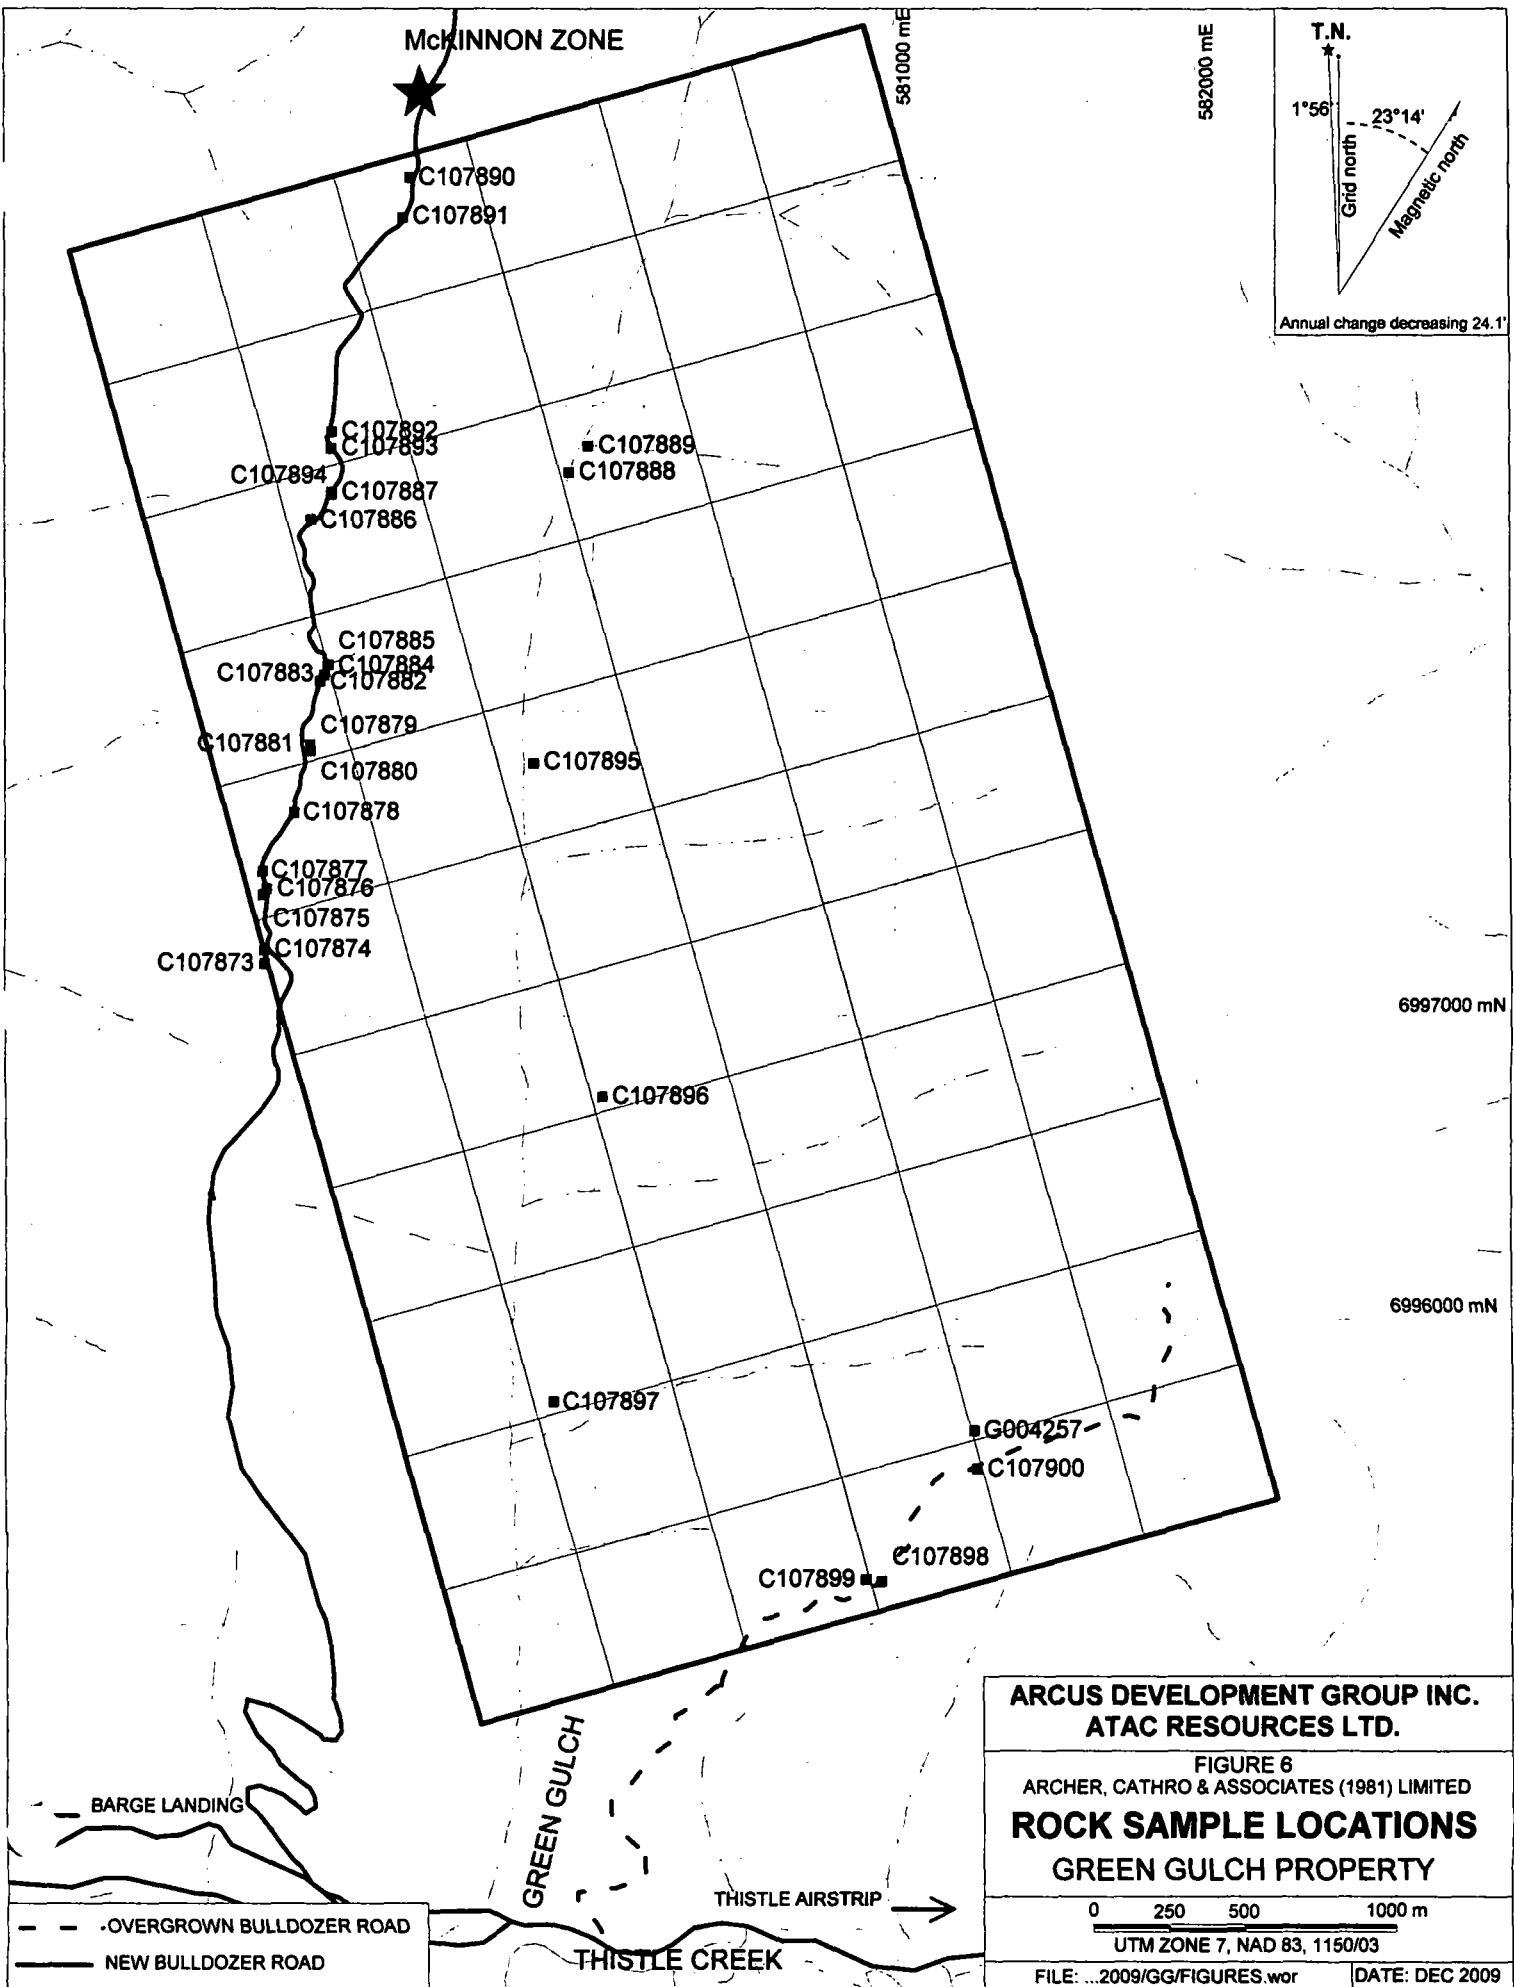 McKINNON ZONE
581000 mE
582000 mE
T.N.
1°56'
23°14'
Grid north
Magnetic north
Annual change decreasing 24.1'
C107890
C107891
C107892
C107893
C107894
C107887
C107886
C107889
C107888
C107885
C107884
C107883
C107882
C107879
C107881
C107880
C107895
C107878
C107877
C107876
C107875
C107874
C107873
6997000 mN
C107896
6996000 mN
C107897
G004257
C107900
C107898
C107899
GREEN GULCH
BARGE LANDING
THISTLE AIRSTRIP
THISTLE CREEK
OVERGROWN BULLDOZER ROAD
NEW BULLDOZER ROAD
ARCUS DEVELOPMENT GROUP INC.
ATAC RESOURCES LTD.
FIGURE 6
ARCHER, CATHRO & ASSOCIATES (1981) LIMITED
ROCK SAMPLE LOCATIONS
GREEN GULCH PROPERTY
0 250 500 1000 m
UTM ZONE 7, NAD 83, 115O/03
FILE: ...2009/GG/FIGURES.wor DATE: DEC 2009